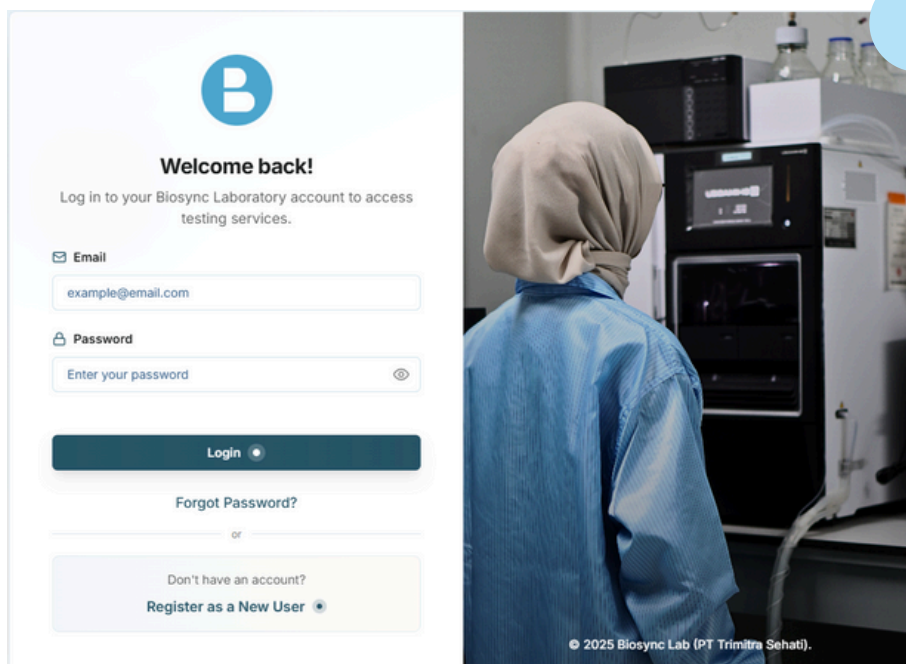 B
Welcome back!
Log in to your Biosync Laboratory account to access
testing services.
Email
example@email.com
Password
Enter your password
Login
Forgot Password?
or
Don't have an account?
Register as a New User
© 2025 Biosync Lab (PT Trimitra Sehati).